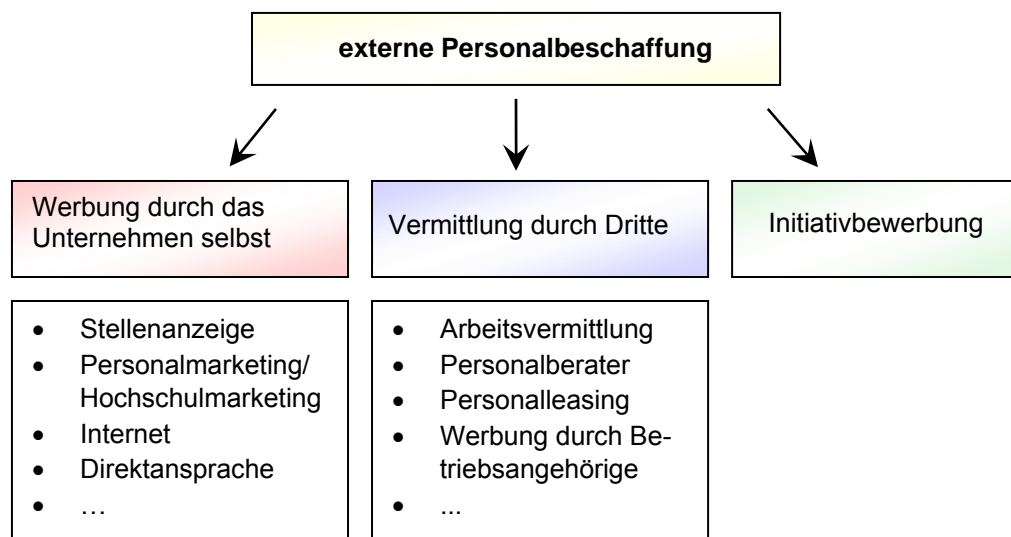 externe Personalbeschaffung
Werbung durch das
Unternehmen selbst
Vermittlung durch Dritte
Initiativbewerbung
• Stellenanzeige
• Personalmarketing/
Hochschulmarketing
• Internet
• Direktansprache
• …
• Arbeitsvermittlung
• Personalberater
• Personalleasing
• Werbung durch Be-
triebsangehörige
• ...